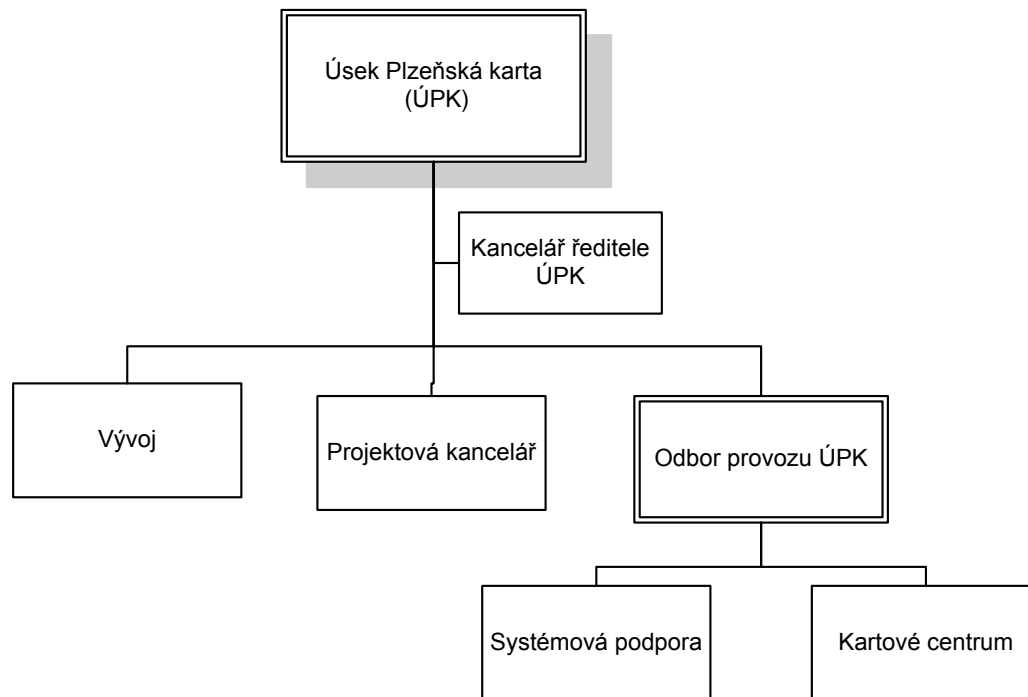 Úsek Plzeňská karta
(ÚPK)
Kancelář ředitele
ÚPK
Vývoj
Projektová kancelář
Odbor provozu ÚPK
Systémová podpora
Kartové centrum